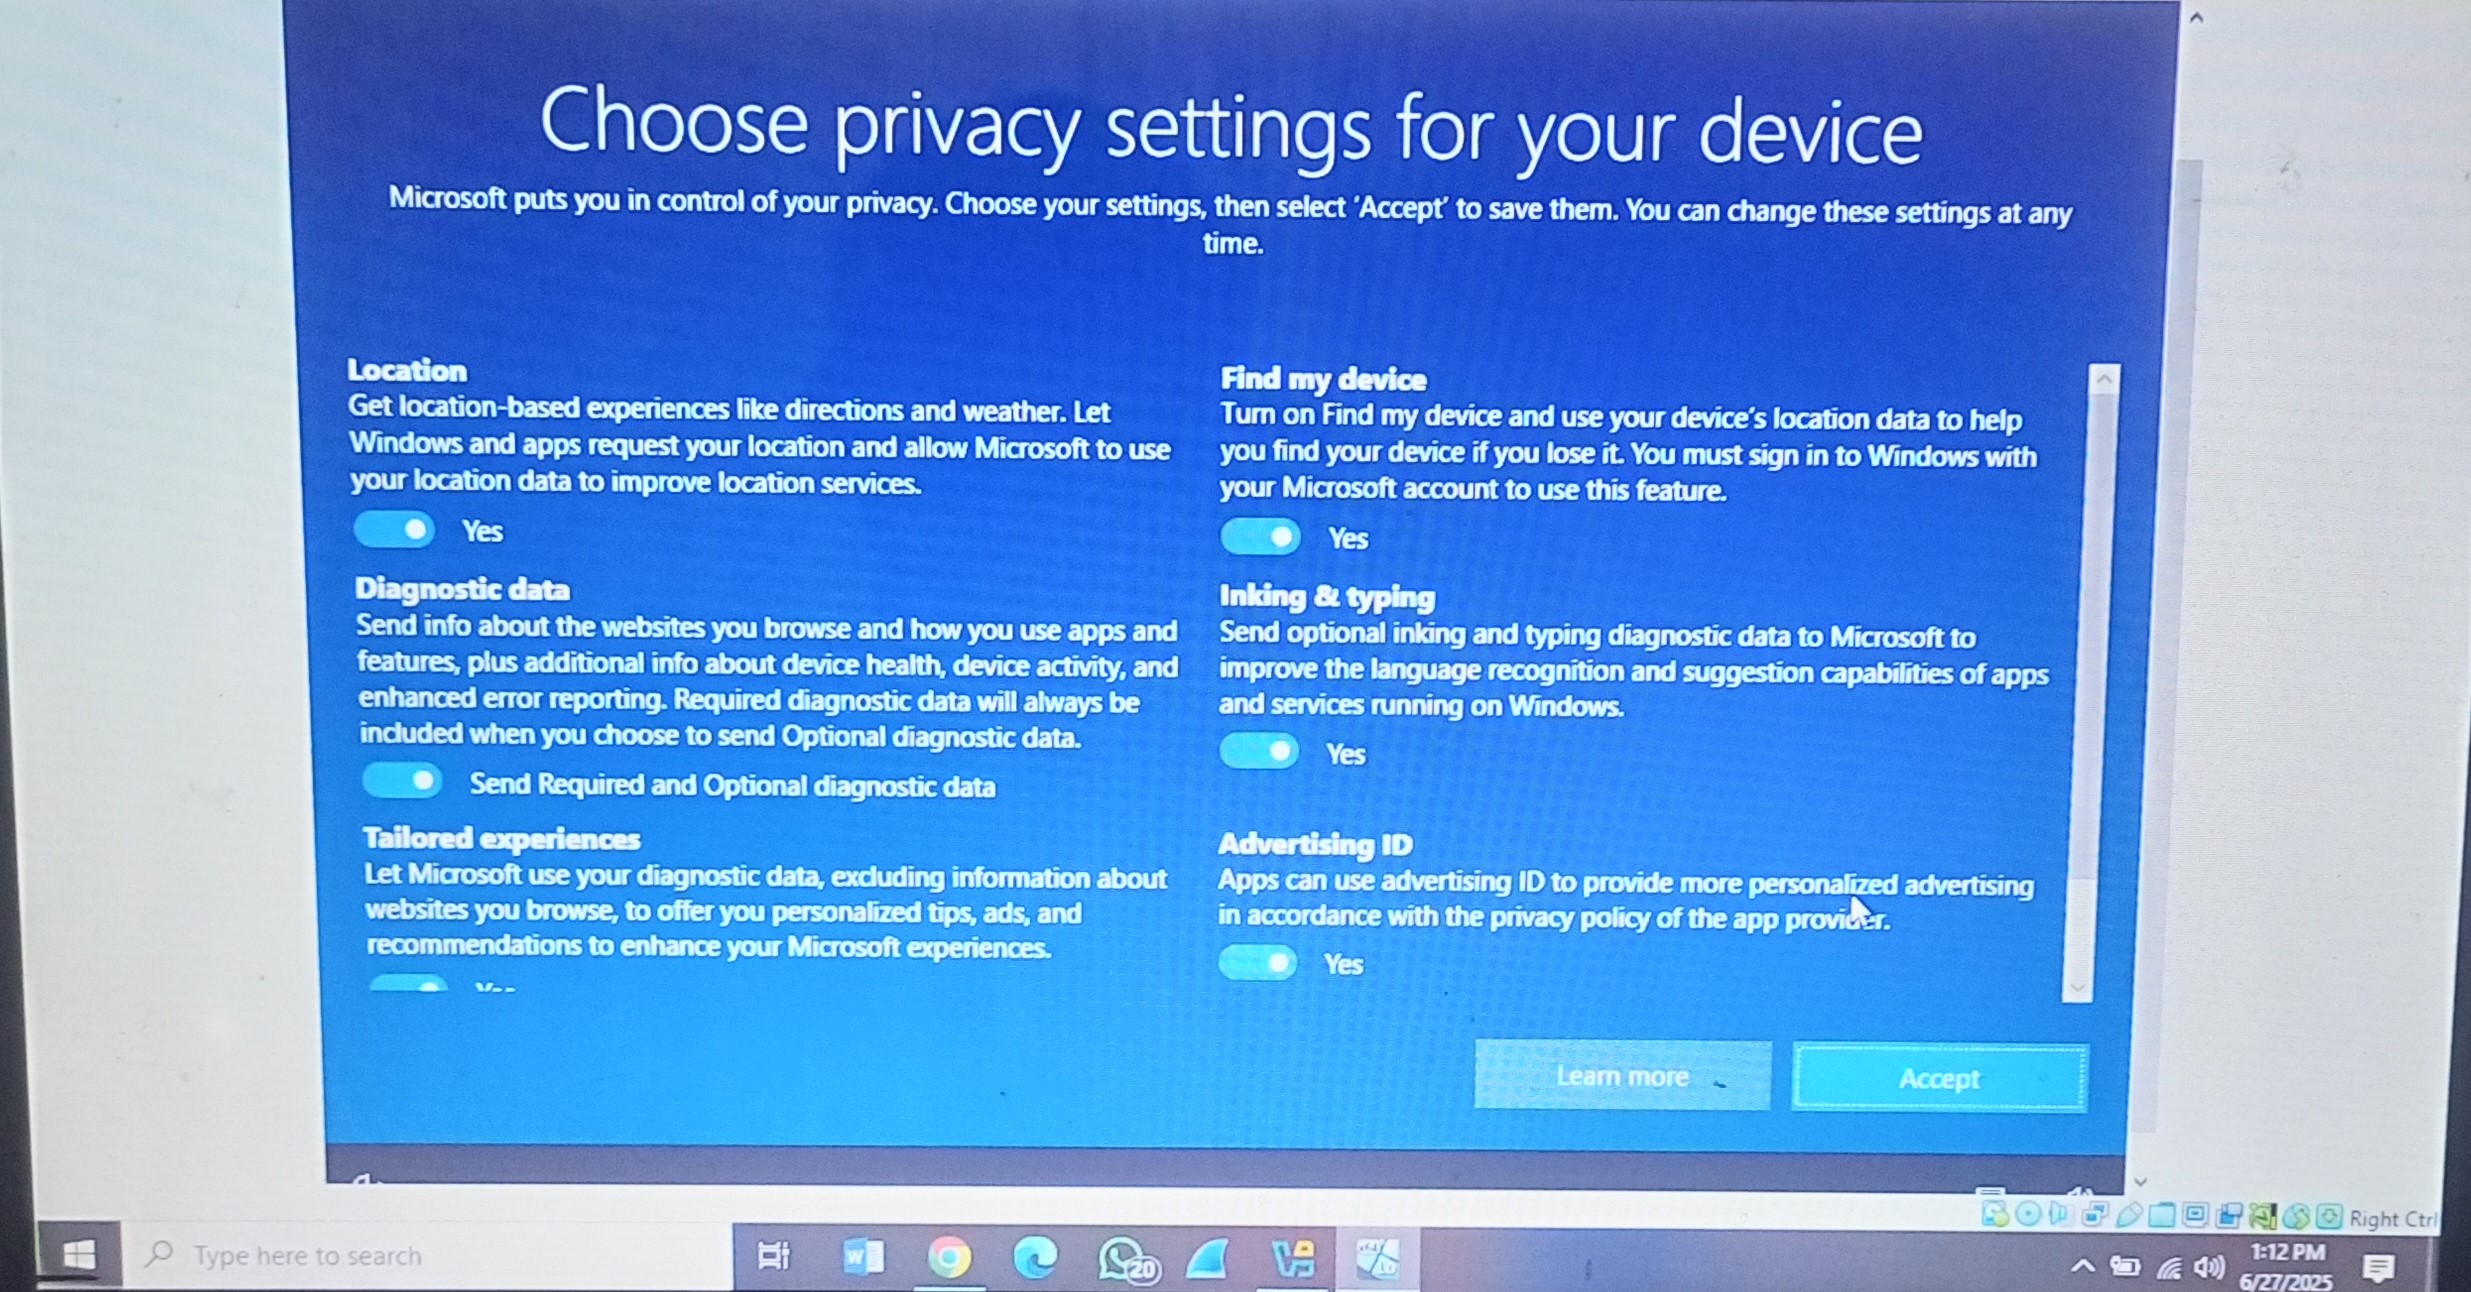 Choose privacy settings for your device
Microsoft puts you in control of your privacy. Choose your settings, then select 'Accept' to save them. You can change these settings at any
time.
Location
Get location-based experiences like directions and weather. Let
Windows and apps request your location and allow Microsoft to use
your location data to improve location services.
Yes
Find my device
Turn on Find my device and use your device's location data to help
you find your device if you lose it. You must sign in to Windows with
your Microsoft account to use this feature.
Yes
Diagnostic data
Send info about the websites you browse and how you use apps and
features, plus additional info about device health, device activity, and
enhanced error reporting. Required diagnostic data will always be
included when you choose to send Optional diagnostic data.
Send Required and Optional diagnostic data
Inking & typing
Send optional inking and typing diagnostic data to Microsoft to
improve the language recognition and suggestion capabilities of apps
and services running on Windows.
Yes
Tailored experiences
Let Microsoft use your diagnostic data, excluding information about
websites you browse, to offer you personalized tips, ads, and
recommendations to enhance your Microsoft experiences.
Advertising ID
Apps can use advertising ID to provide more personalized advertising
in accordance with the privacy policy of the app provider.
Yes
Learn more
Accept
Right Ctrl
Type here to search
W
20
1:12 PM
6/27/2025